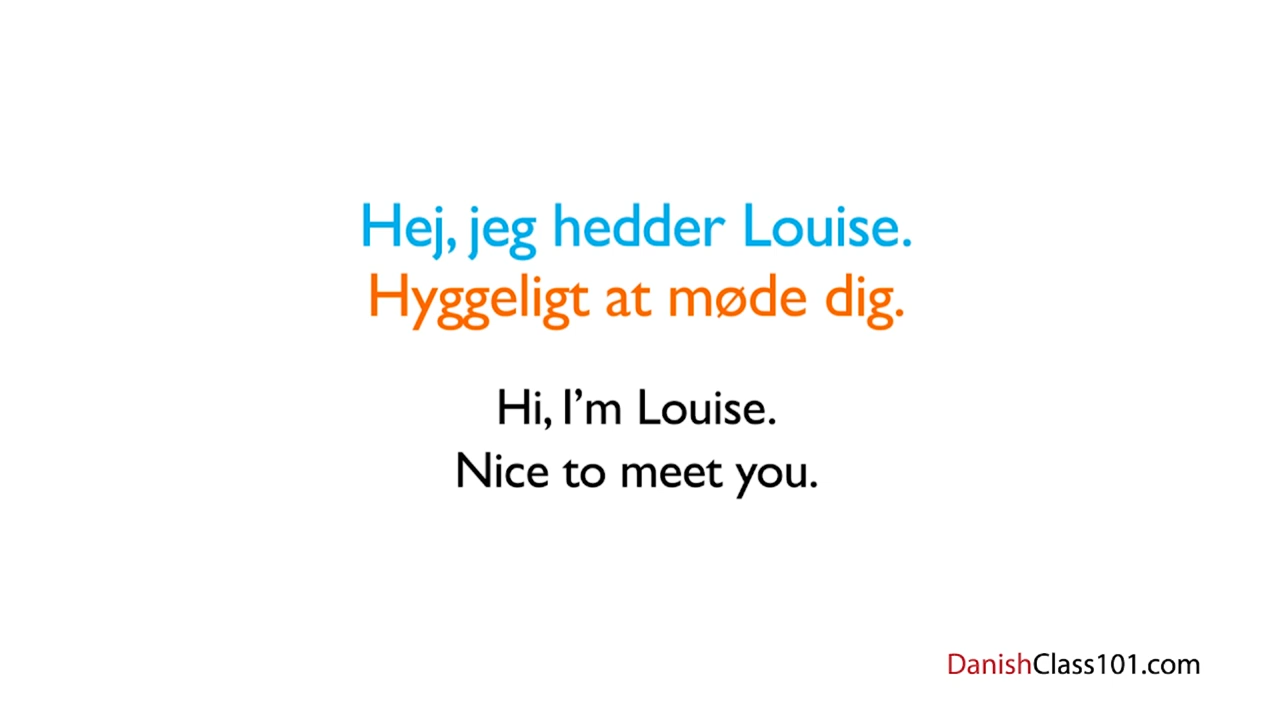 Hej, jeg hedder Louise.
Hyggeligt at møde dig.
Hi, I’m Louise.
Nice to meet you.
DanishClass101.com